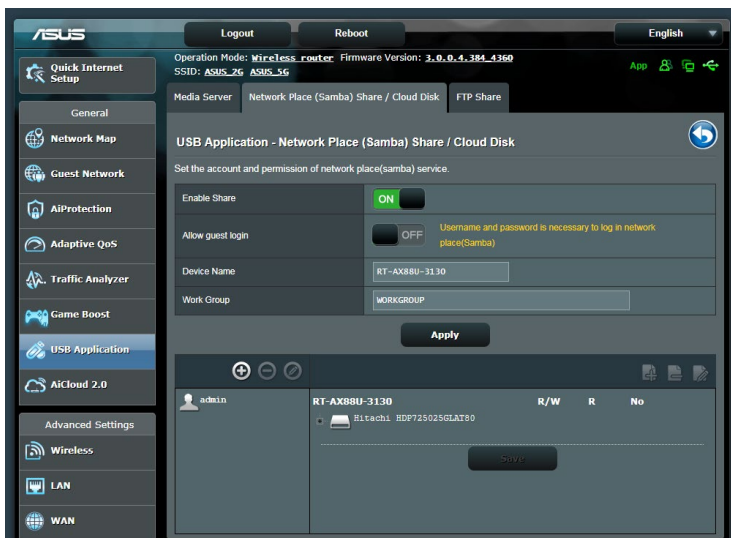 ASUS
Logout
Reboot
English
Quick Internet
Setup
Operation Mode: Wireless router Firmware Version: 3.0.0.4.384_4360
SSID: ASUS_2G ASUS_5G
App
Media Server
Network Place (Samba) Share / Cloud Disk
FTP Share
General
Network Map
Guest Network
AiProtection
Adaptive QoS
Traffic Analyzer
Game Boost
USB Application
AiCloud 2.0
Advanced Settings
Wireless
LAN
WAN
USB Application - Network Place (Samba) Share / Cloud Disk
Set the account and permission of network place(samba) service.
Enable Share
ON
Allow guest login
OFF
Username and password is necessary to log in network
place(Samba)
Device Name
RT-AX88U-3130
Work Group
WORKGROUP
Apply
admin
RT-AX88U-3130
R/W
R
No
Hitachi HDP725025GLAT80
Save